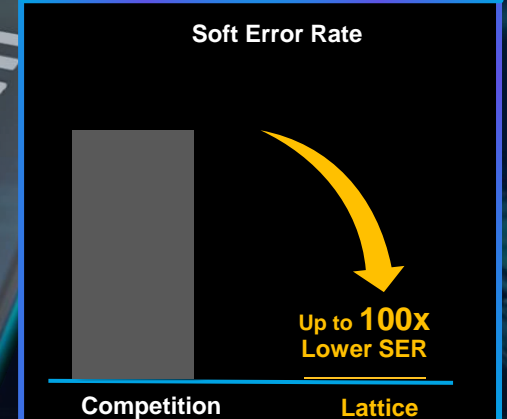 Soft Error Rate
Up to 100x
Lower SER
Competition
Lattice